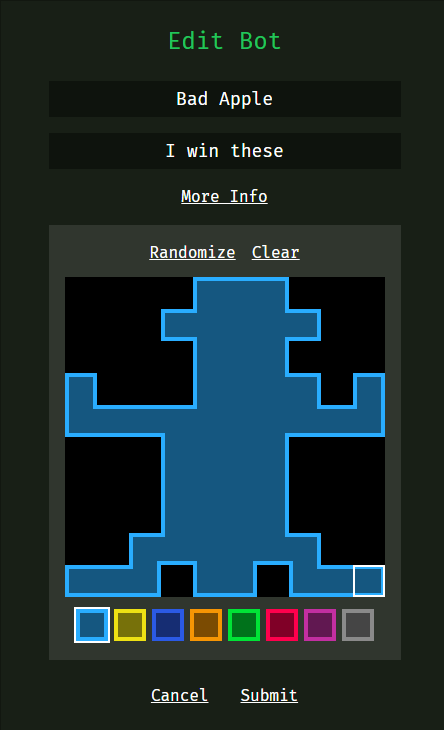 Edit Bot
Bad Apple
I win these
More Info
Randomize Clear
Cancel Submit